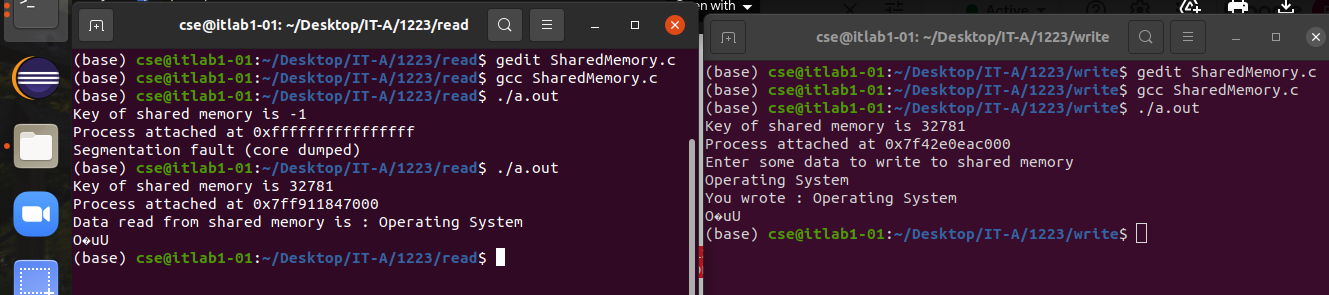 en with
Active
cse@itlab1-01: ~/Desktop/IT-A/1223/read
(base) cse@itlab1-01:~/Desktop/IT-A/1223/read$ gedit SharedMemory.c
(base) cse@itlab1-01:~/Desktop/IT-A/1223/read$ gcc SharedMemory.c
(base) cse@itlab1-01:~/Desktop/IT-A/1223/read$ ./a.out
Key of shared memory is -1
Process attached at 0xffffffffffffffff
Segmentation fault (core dumped)
(base) cse@itlab1-01:~/Desktop/IT-A/1223/read$ ./a.out
Key of shared memory is 32781
Process attached at 0x7ff911847000
Data read from shared memory is : Operating System
O�uU
(base) cse@itlab1-01:~/Desktop/IT-A/1223/read$
cse@itlab1-01: ~/Desktop/IT-A/1223/write
(base) cse@itlab1-01:~/Desktop/IT-A/1223/write$ gedit SharedMemory.c
(base) cse@itlab1-01:~/Desktop/IT-A/1223/write$ gcc SharedMemory.c
(base) cse@itlab1-01:~/Desktop/IT-A/1223/write$ ./a.out
Key of shared memory is 32781
Process attached at 0x7f42e0eac000
Enter some data to write to shared memory
Operating System
You wrote : Operating System
O�uU
(base) cse@itlab1-01:~/Desktop/IT-A/1223/write$